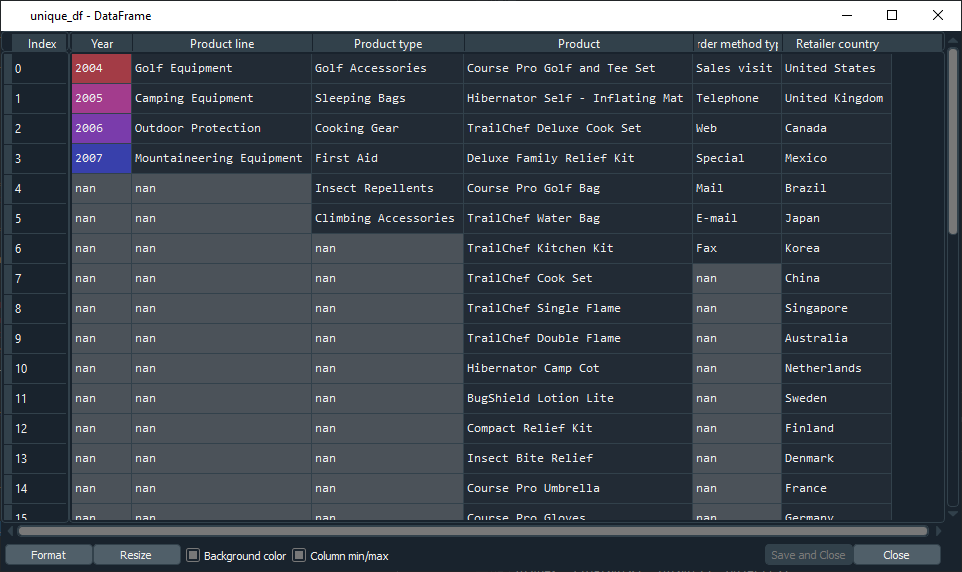 unique_df - DataFrame
Index Year Product line Product type Product rder method typ Retailer country
0 2004 Golf Equipment Golf Accessories Course Pro Golf and Tee Set Sales visit United States
1 2005 Camping Equipment Sleeping Bags Hibernator Self - Inflating Mat Telephone United Kingdom
2 2006 Outdoor Protection Cooking Gear TrailChef Deluxe Cook Set Web Canada
3 2007 Mountaineering Equipment First Aid Deluxe Family Relief Kit Special Mexico
4 nan nan Insect Repellents Course Pro Golf Bag Mail Brazil
5 nan nan Climbing Accessories TrailChef Water Bag E-mail Japan
6 nan nan nan TrailChef Kitchen Kit Fax Korea
7 nan nan nan TrailChef Cook Set nan China
8 nan nan nan TrailChef Single Flame nan Singapore
9 nan nan nan TrailChef Double Flame nan Australia
10 nan nan nan Hibernator Camp Cot nan Netherlands
11 nan nan nan BugShield Lotion Lite nan Sweden
12 nan nan nan Compact Relief Kit nan Finland
13 nan nan nan Insect Bite Relief nan Denmark
14 nan nan nan Course Pro Umbrella nan France
15 nan nan nan Course Pro Gloves nan Germany
Format Resize Background color Column min/max Save and Close Close